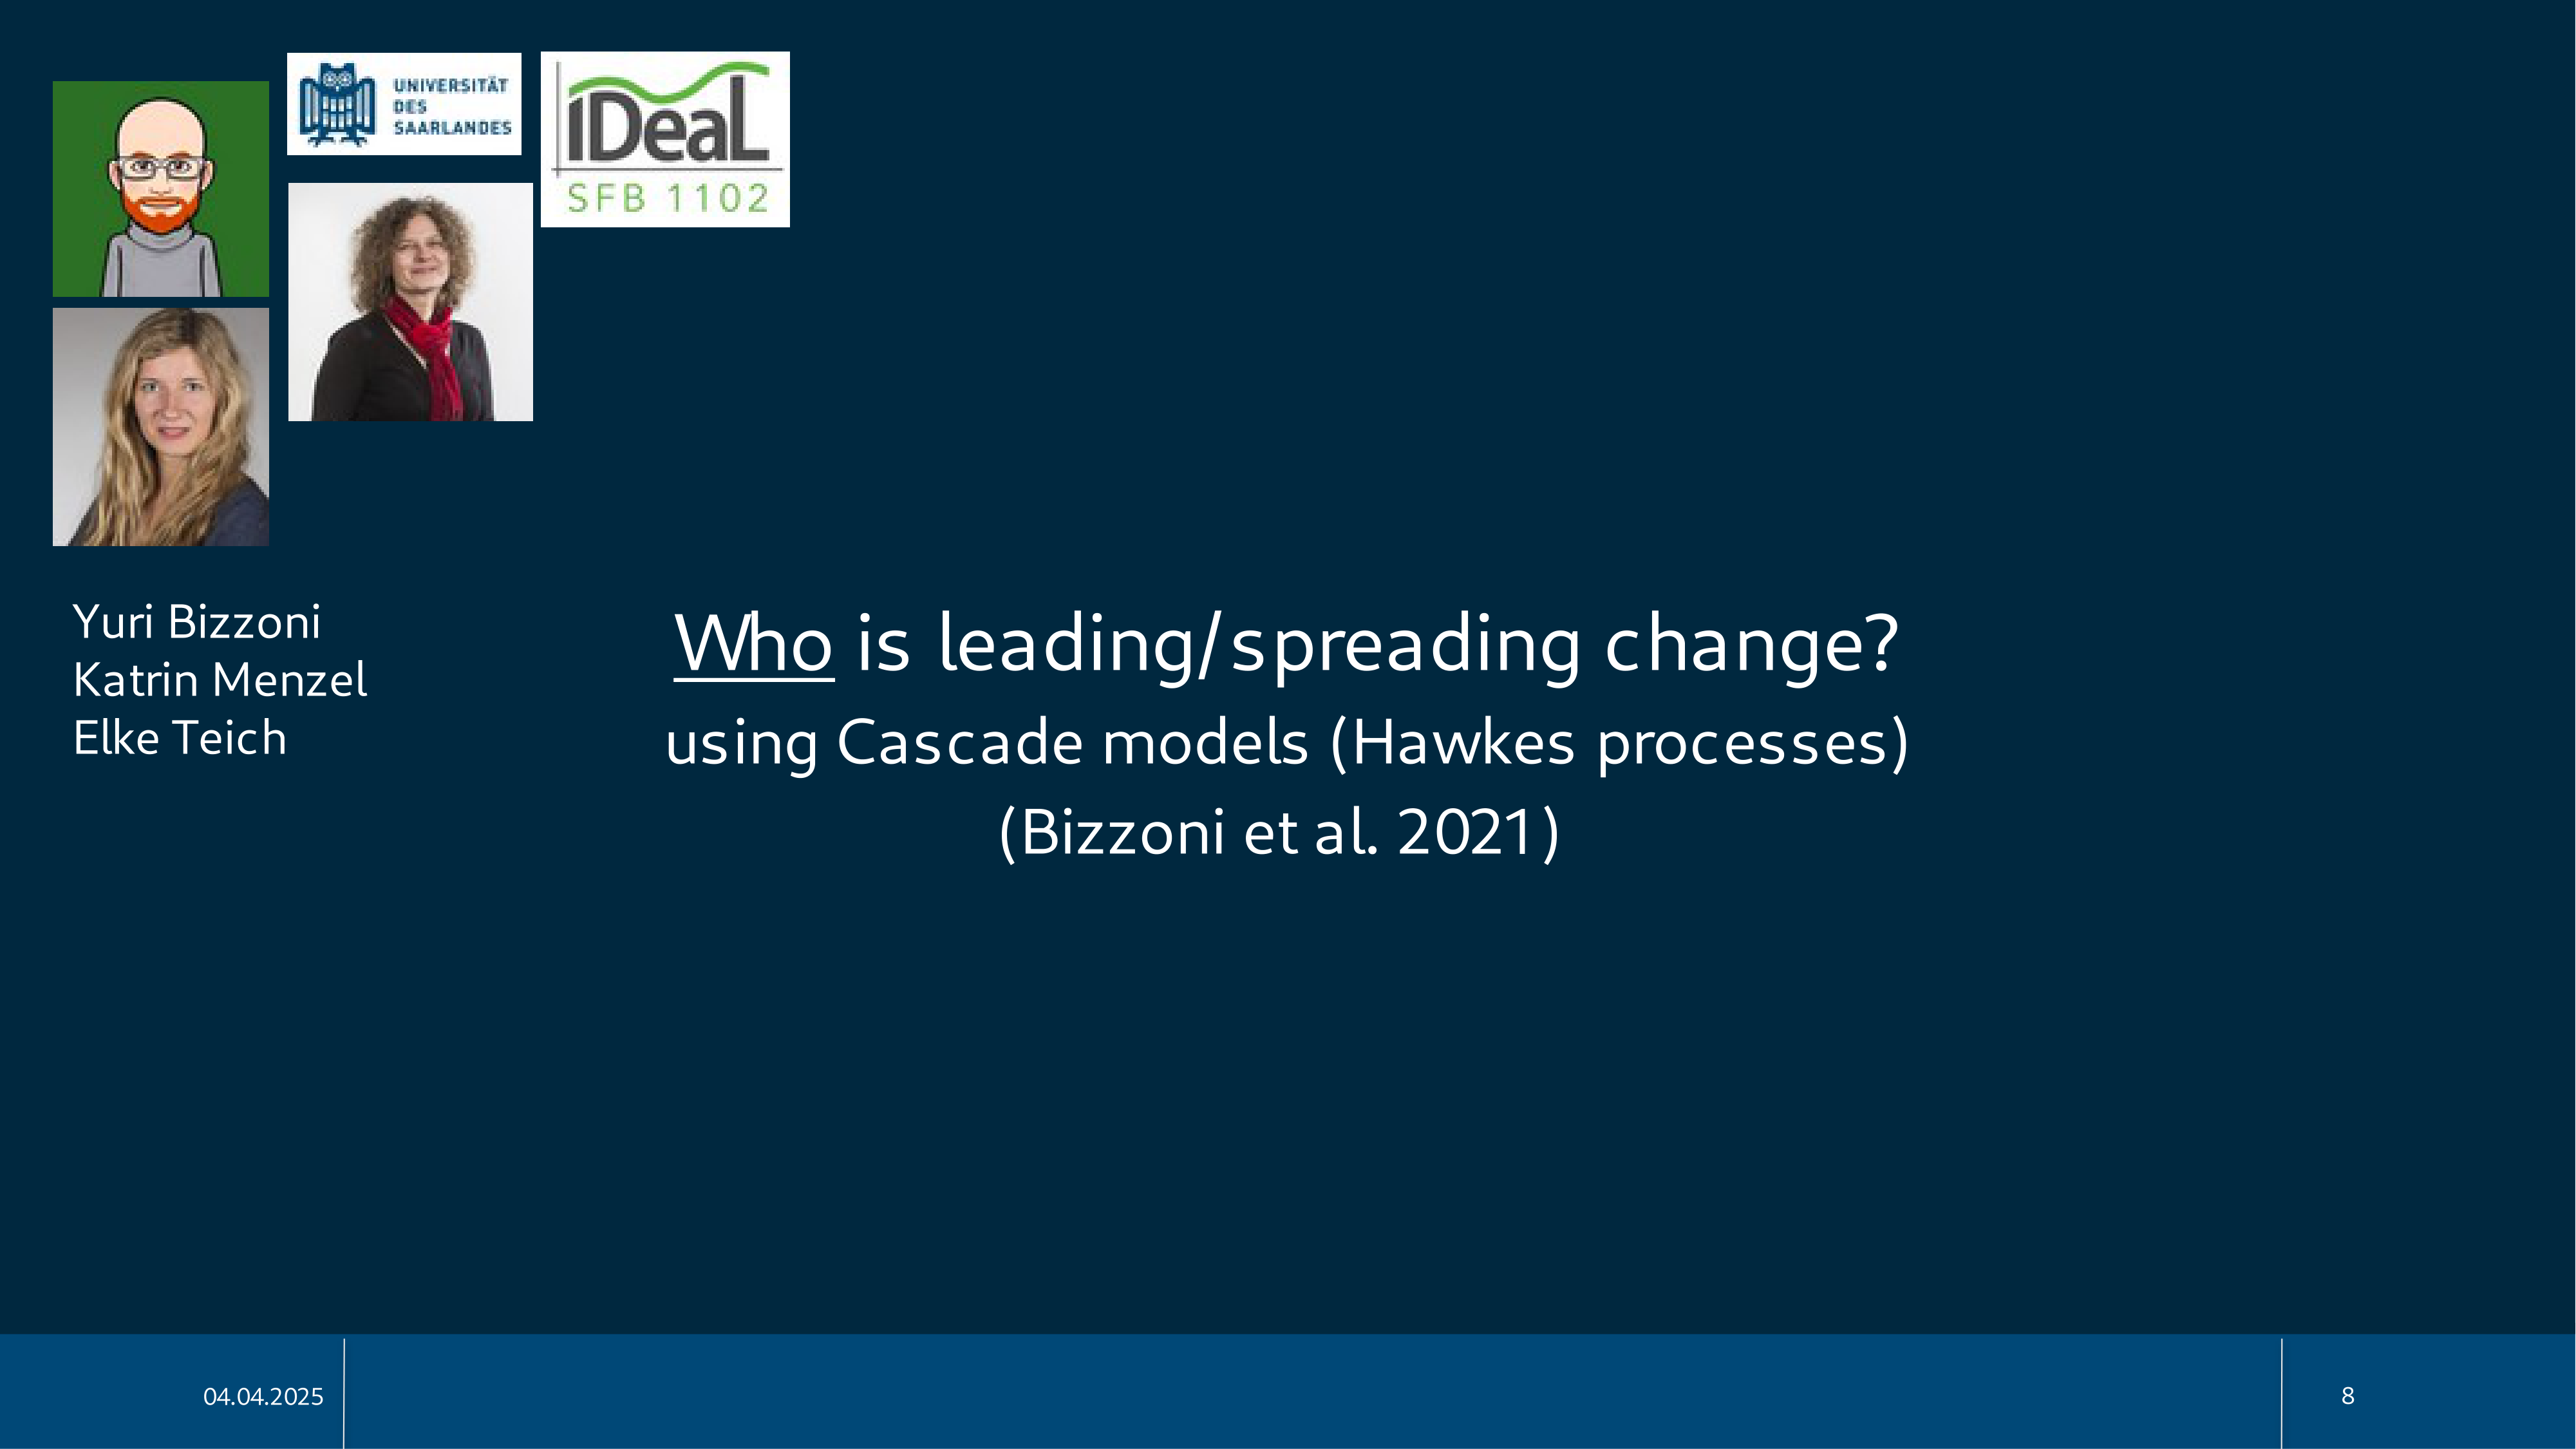 UNIVERSITÄT
DES
SAARLANDES
iDeaL
SFB 1102
Yuri Bizzoni
Katrin Menzel
Elke Teich
Who is leading/spreading change?
using Cascade models (Hawkes processes)
(Bizzoni et al. 2021)
04.04.2025
8